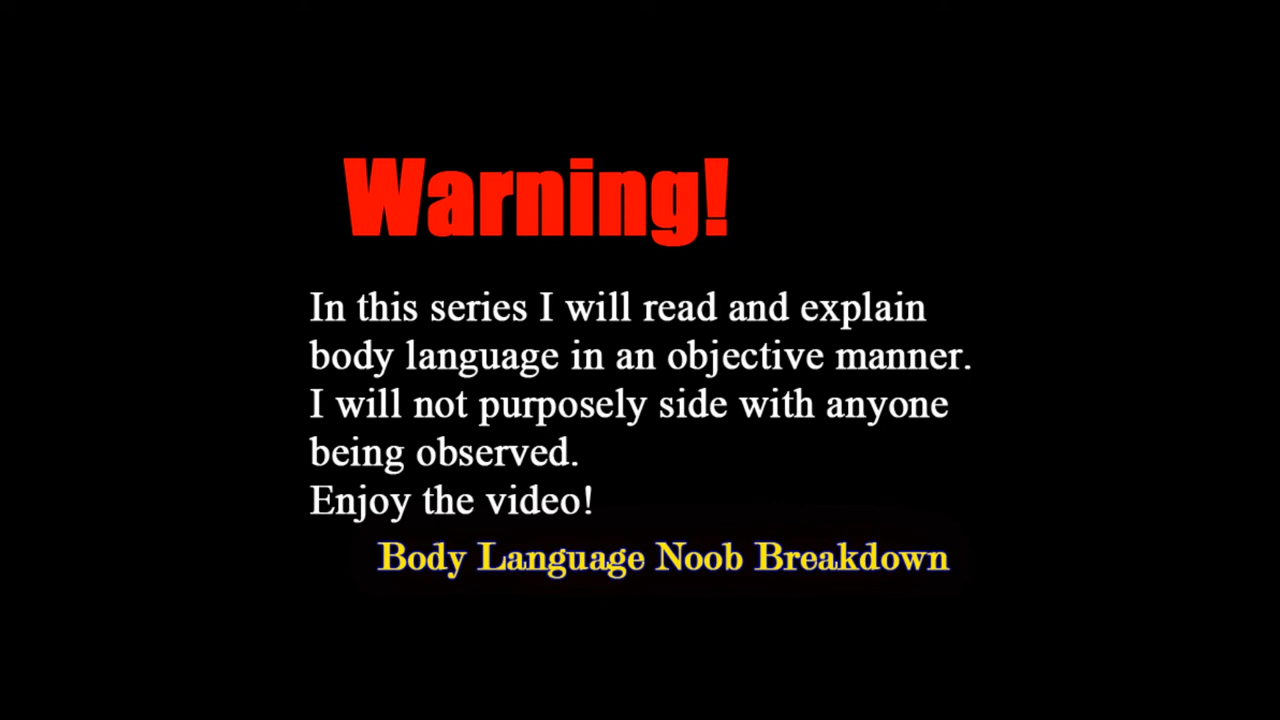 Warning!
In this series I will read and explain
body language in an objective manner.
I will not purposely side with anyone
being observed.
Enjoy the video!
Body Language Noob Breakdown